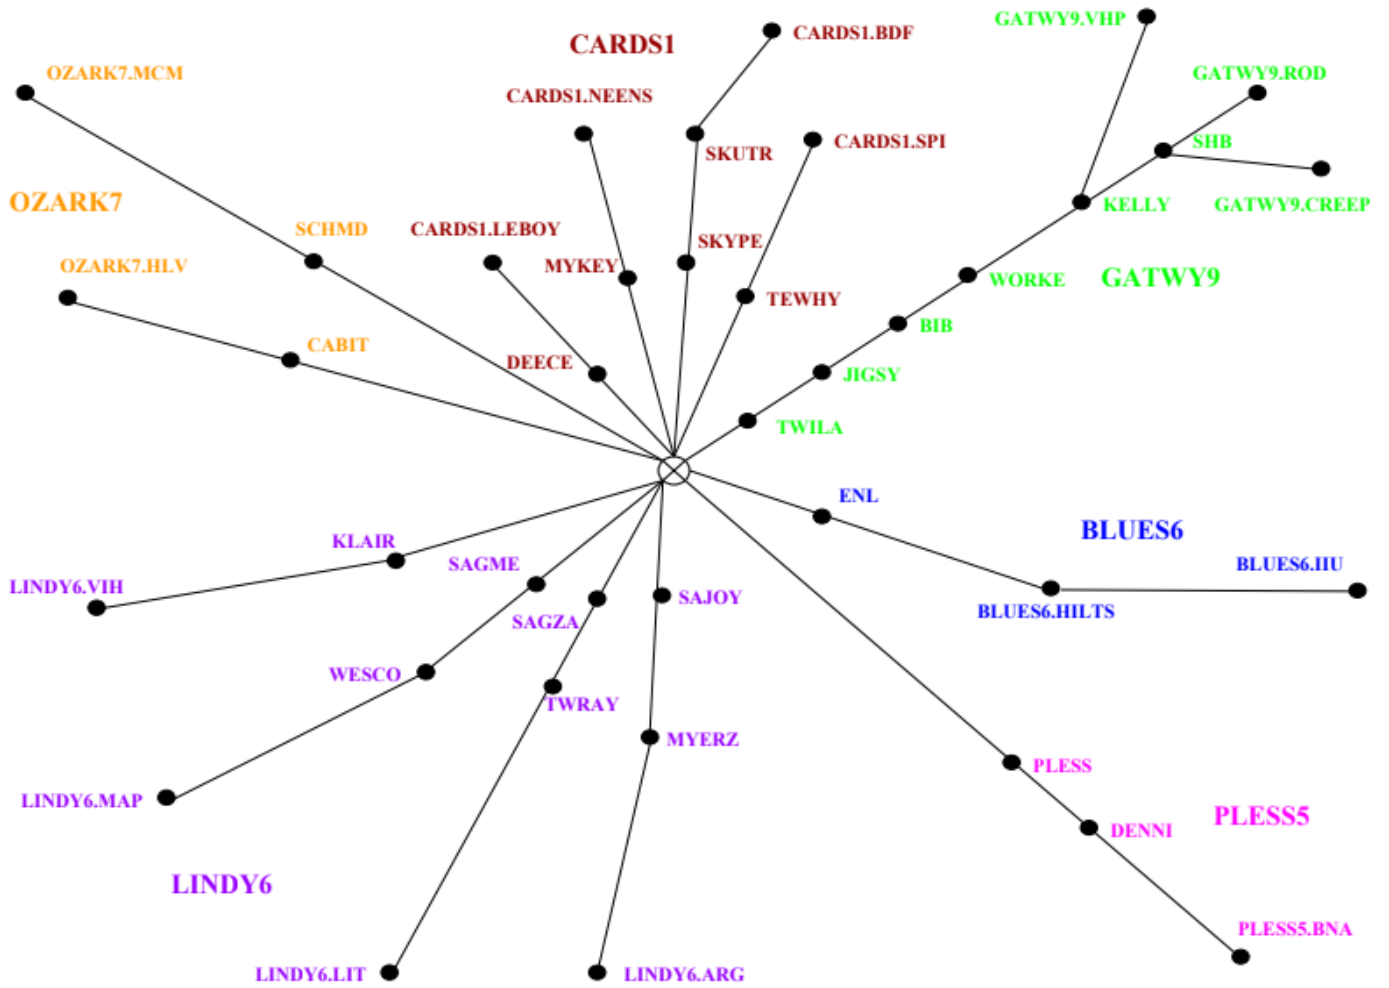 GATWY9.VHP
CARDS1.BDF
CARDS1
OZARK7.MCM
GATWY9.ROD
CARDS1.NEENS
CARDS1.SPI
SHB
SKUTR
OZARK7
KELLY
GATWY9.CREEP
SCHMD
CARDS1.LEBOY
SKYPE
OZARK7.HLV
MYKEY
WORKE
GATWY9
TEWHY
BIB
CABIT
DEECE
JIGSY
TWILA
ENL
BLUES6
KLAIR
SAGME
BLUES6.IIU
LINDY6.VIH
SAJOY
BLUES6.HILTS
SAGZA
WESCO
TWRAY
MYERZ
PLESS
LINDY6.MAP
PLESS5
DENNI
LINDY6
PLESS5.BNA
LINDY6.LIT
LINDY6.ARG